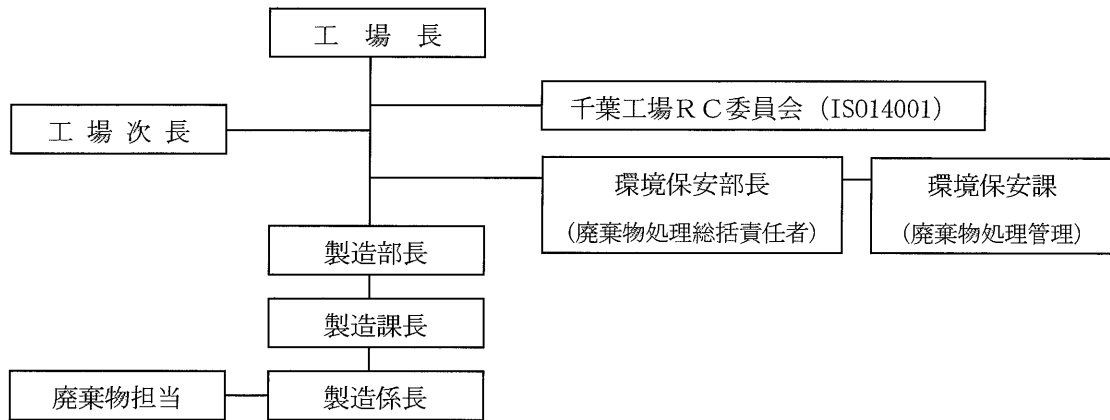 工場長
千葉工場RC委員会(ISO14001)
工場次長
環境保安部長
(廃棄物処理総括責任者)
環境保安課
(廃棄物処理管理)
製造部長
製造課長
廃棄物担当
製造係長